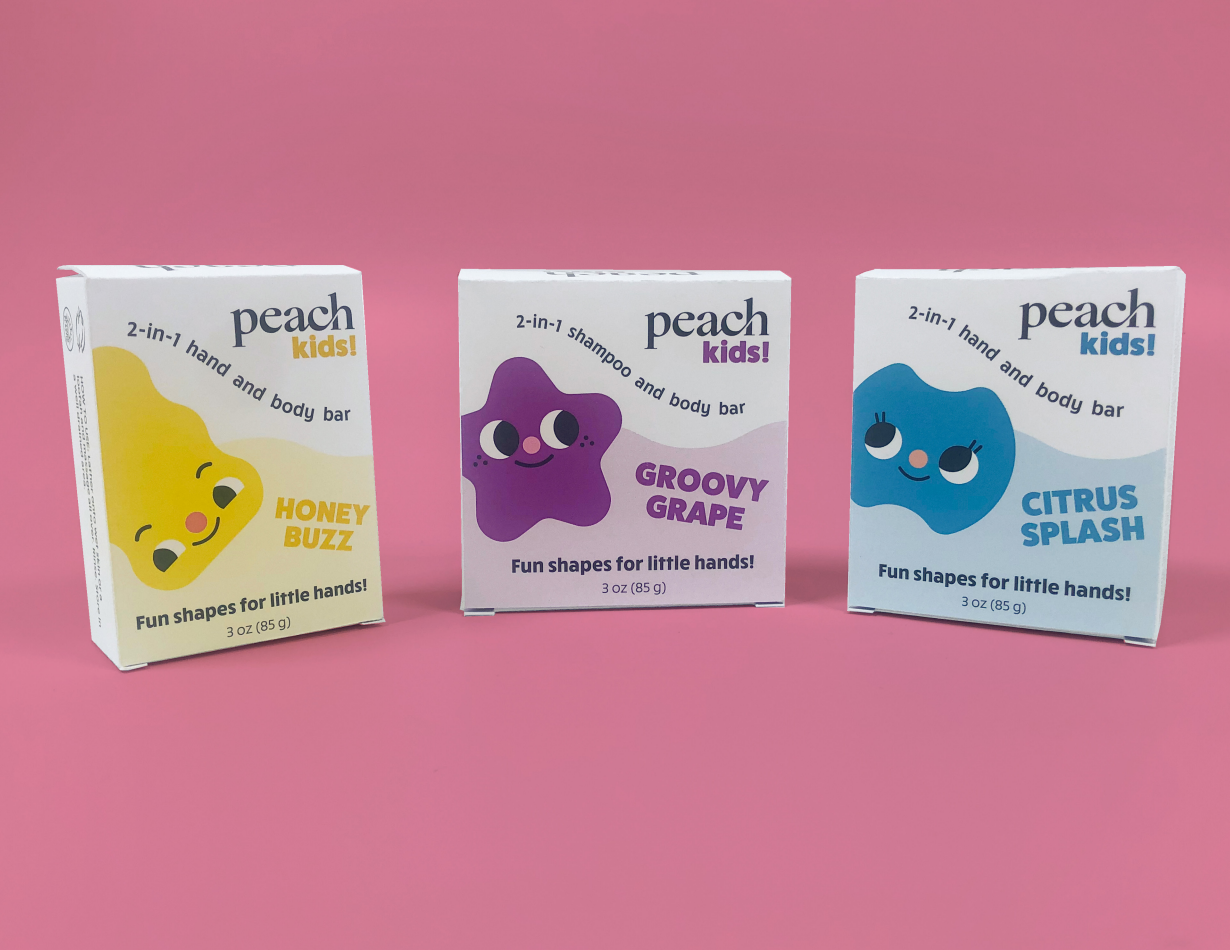 peach
kids!
2-in-1 hand and body bar
HONEY
BUZZ
Fun shapes for little hands!
3 oz (85 g)
peach
kids!
2-in-1 shampoo and body bar
GROOVY
GRAPE
Fun shapes for little hands!
3 oz (85 g)
peach
kids!
2-in-1 hand and body bar
CITRUS
SPLASH
Fun shapes for little hands!
3 oz (85 g)